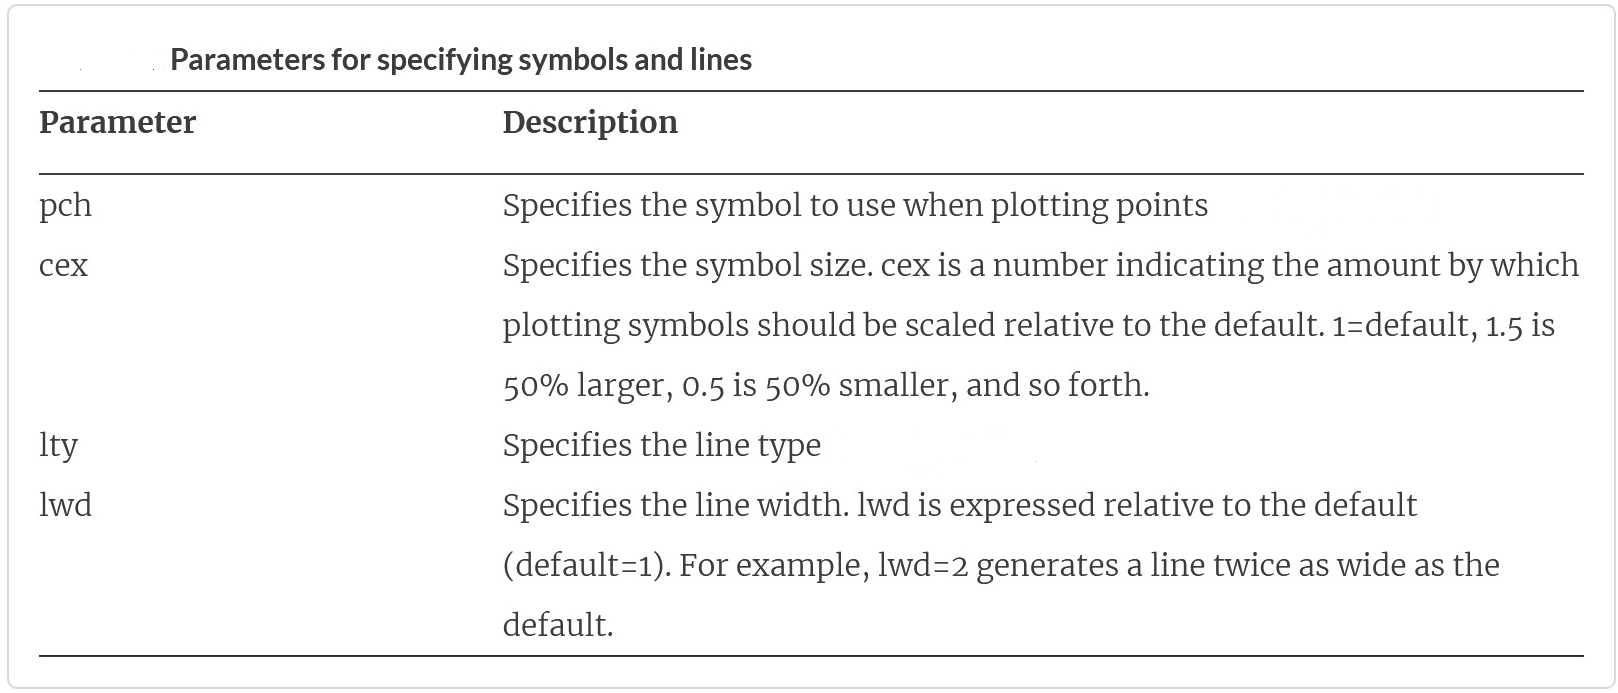 Parameters for specifying symbols and lines
Parameter Description
pch Specifies the symbol to use when plotting points
cex Specifies the symbol size. cex is a number indicating the amount by which
plotting symbols should be scaled relative to the default. 1=default, 1.5 is
50% larger, 0.5 is 50% smaller, and so forth.
lty Specifies the line type
lwd Specifies the line width. lwd is expressed relative to the default
(default=1). For example, lwd=2 generates a line twice as wide as the
default.